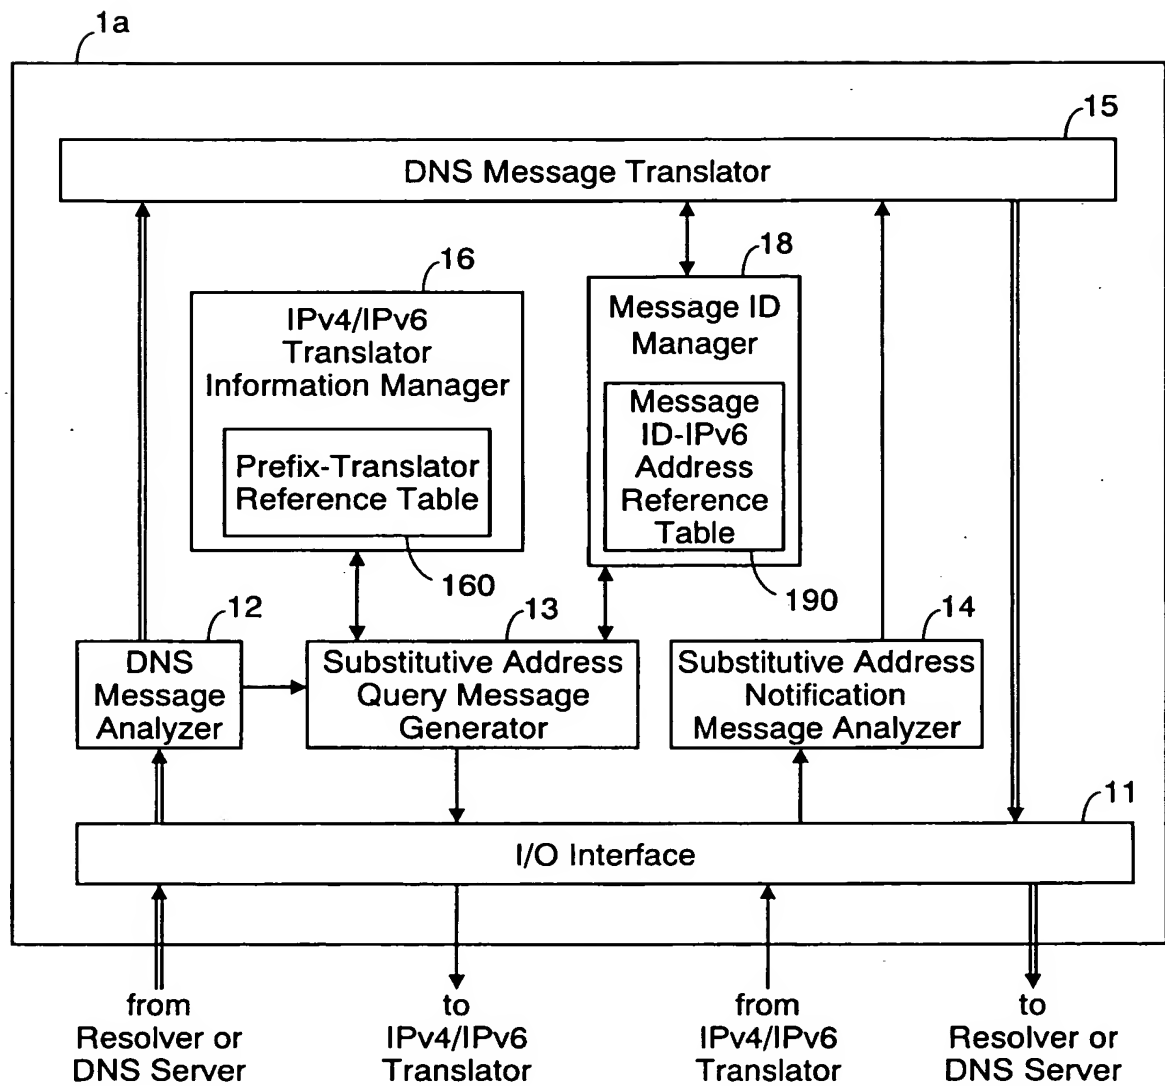 1a
15
DNS Message Translator
16
18
IPv4/IPv6
Translator
Information Manager
Prefix-Translator
Reference Table
160
Message ID
Manager
Message
ID-IPv6
Address
Reference
Table
190
12
13
14
DNS
Message
Analyzer
Substitutive Address
Query Message
Generator
Substitutive Address
Notification
Message Analyzer
11
I/O Interface
from
Resolver or
DNS Server
to
IPv4/IPv6
Translator
from
IPv4/IPv6
Translator
to
Resolver or
DNS Server